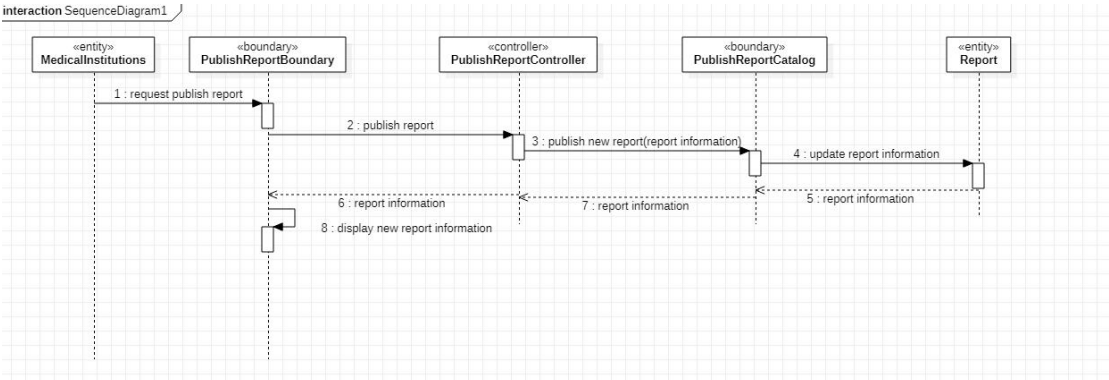 interaction SequenceDiagram1
«entity»
MedicalInstitutions
«boundary»
PublishReportBoundary
«controller»
PublishReportController
«boundary»
PublishReportCatalog
«entity»
Report
1 : request publish report
2 : publish report
3 : publish new report(report information)
4 : update report information
5 : report information
6 : report information
7 : report information
8 : display new report information